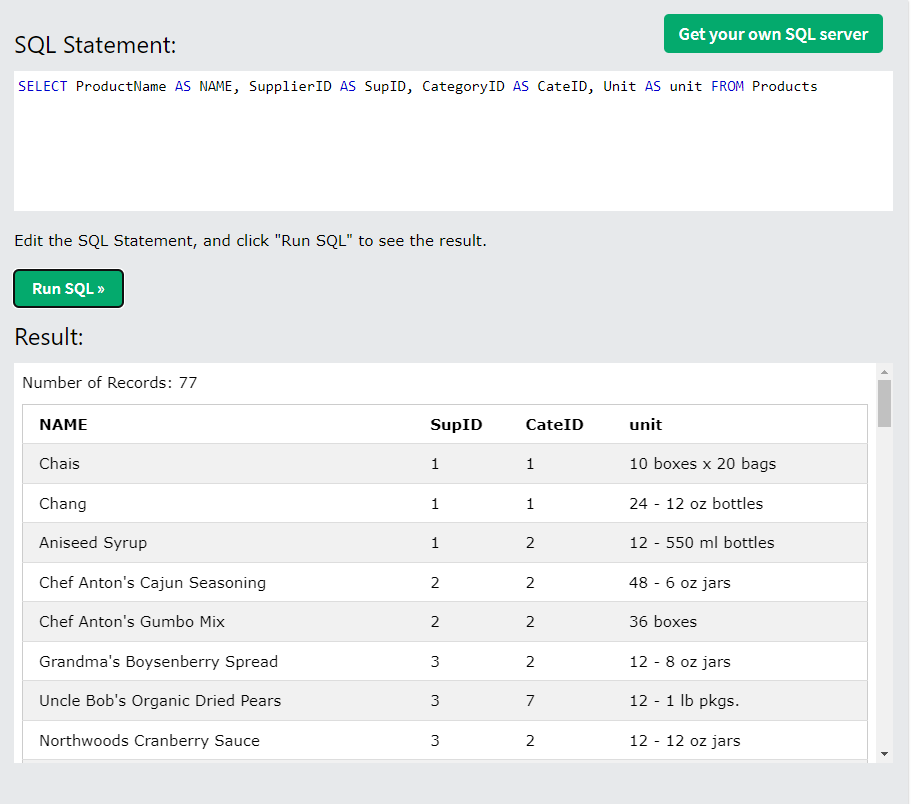 Get your own SQL server
SQL Statement:
SELECT ProductName AS NAME, SupplierID AS SupID, CategoryID AS CateID, Unit AS unit FROM Products
Edit the SQL Statement, and click "Run SQL" to see the result.
Run SQL »
Result:
Number of Records: 77
NAME SupID CateID unit
Chais 1 1 10 boxes x 20 bags
Chang 1 1 24 - 12 oz bottles
Aniseed Syrup 1 2 12 - 550 ml bottles
Chef Anton's Cajun Seasoning 2 2 48 - 6 oz jars
Chef Anton's Gumbo Mix 2 2 36 boxes
Grandma's Boysenberry Spread 3 2 12 - 8 oz jars
Uncle Bob's Organic Dried Pears 3 7 12 - 1 lb pkgs.
Northwoods Cranberry Sauce 3 2 12 - 12 oz jars